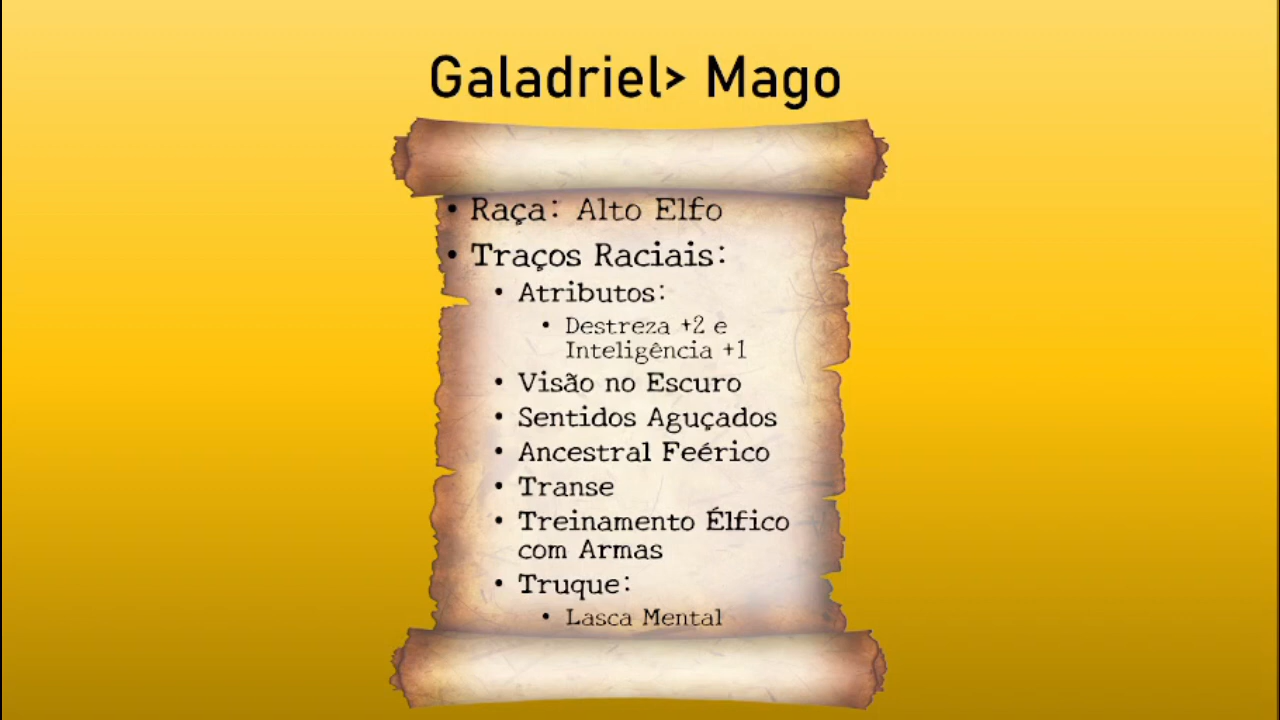 Galadriel> Mago
• Raça: Alto Elfo
• Traços Raciais:
• Atributos:
• Destreza +2 e
Inteligência +1
• Visão no Escuro
• Sentidos Aguçados
• Ancestral Feérico
• Transe
• Treinamento Élfico
com Armas
• Truque:
• Lasca Mental